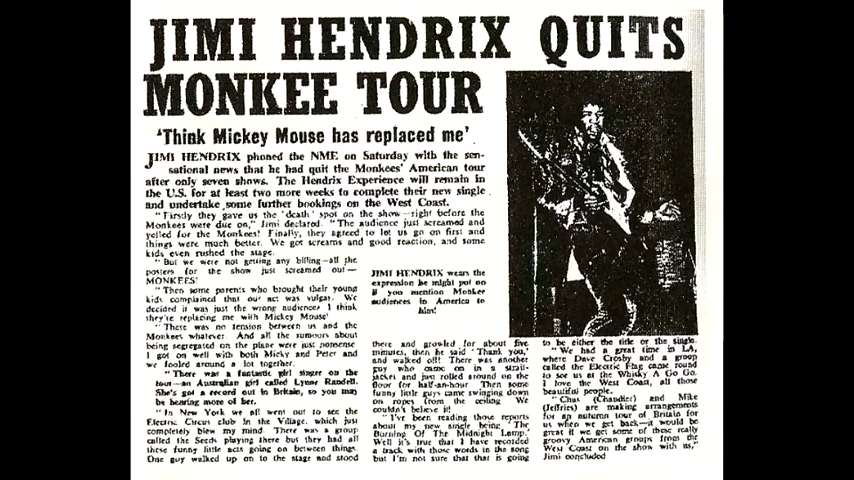 JIMI HENDRIX QUITS
MONKEE TOUR
'Think Mickey Mouse has replaced me'
JIMI HENDRIX phoned the NME on Saturday with the sen-
sational news that he had quit the Monkees' American tour
after only seven shows. The Hendrix Experience will remain in
the U.S. for at least two more weeks to complete their new single
and undertake some further bookings on the West Coast.
"Firstly they gave us the 'death' spot on the show—right before the
Monkees were due on," Jimi declared. "The audience just screamed and
yelled for the Monkees! Finally, they agreed to let us go on first and
things were much better. We got screams and good reaction, and some
kids even rushed the stage.
"But we were not getting any billing—all the
posters for the show just screamed out—
MONKEES!
"Then some parents who brought their young
kids complained that our act was vulgar. We
decided it was just the wrong audience. I think
they're replacing me with Mickey Mouse!
"There was no tension between us and the
Monkees whatever. And all the rumours about
being segregated on the plane were just nonsense
I got on well with both Micky and Peter and
we fooled around a lot together.
"There was a fantastic girl singer on the
tour—an Australian girl called Lynne Randell.
She's got a record out in Britain, so you may
be hearing more of her.
"In New York we all went out to see the
Electric Circus club in the Village, which just
completely blew my mind. There was a group
called the Seeds playing there but they had all
these funny little acts going on between things.
One guy walked up on to the stage and stood
JIMI HENDRIX wears the
expression he might put on
if you mention Monkee
audiences in America to
him!
there and growled for about five
minutes, then he said 'Thank you,'
and walked off! There was another
guy who came on in a strait-
jacket and just rolled around on the
floor for half-an-hour. Then some
funny little guys came swinging down
on ropes from the ceiling. We
couldn't believe it!
"I've been reading those reports
about my new single being 'The
Burning Of The Midnight Lamp.'
Well it's true that I have recorded
a track with those words in the song
but I'm not sure that that is going
to be either the title or the single.
"We had a great time in LA,
where Dave Crosby and a group
called the Electric Flag came round
to see us at the Whisky A Go Go.
I love the West Coast, all those
beautiful people.
"Chas (Chandler) and Mike
(Jeffries) are making arrangements
for an autumn tour of Britain for
us when we get back—it would be
great if we get some of these really
groovy American groups from the
West Coast on the show with us,"
Jimi concluded.